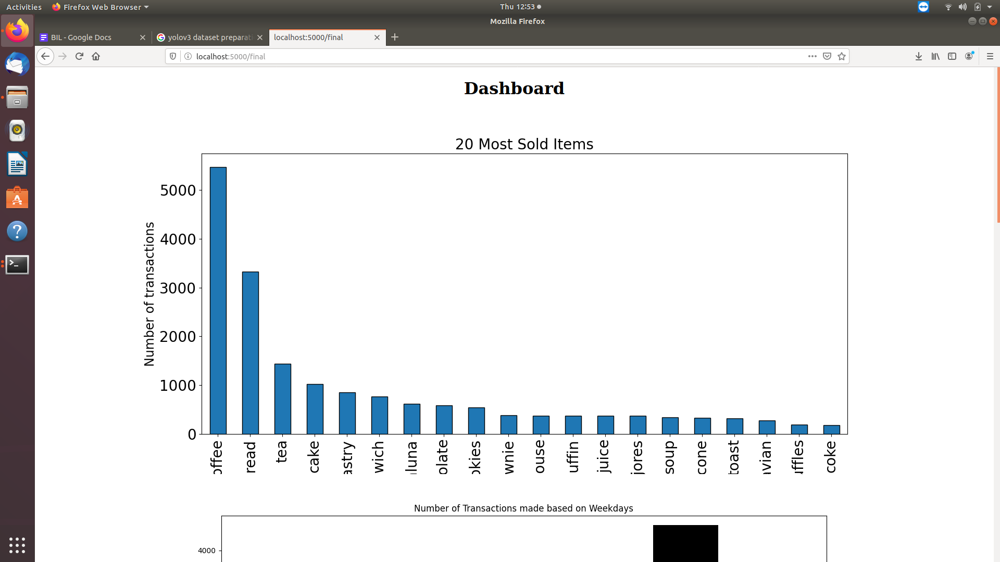 Activities
Firefox Web Browser
Thu 12:53
Mozilla Firefox
BIL - Google Docs
yolov3 dataset preparati
localhost:5000/final
localhost:5000/final
Dashboard
20 Most Sold Items
Number of transactions
5000
4000
3000
2000
1000
0
offee
read
tea
cake
astry
wich
luna
olate
okies
wnie
ouse
uffin
juice
jores
soup
cone
toast
vian
uffles
coke
Number of Transactions made based on Weekdays
4000